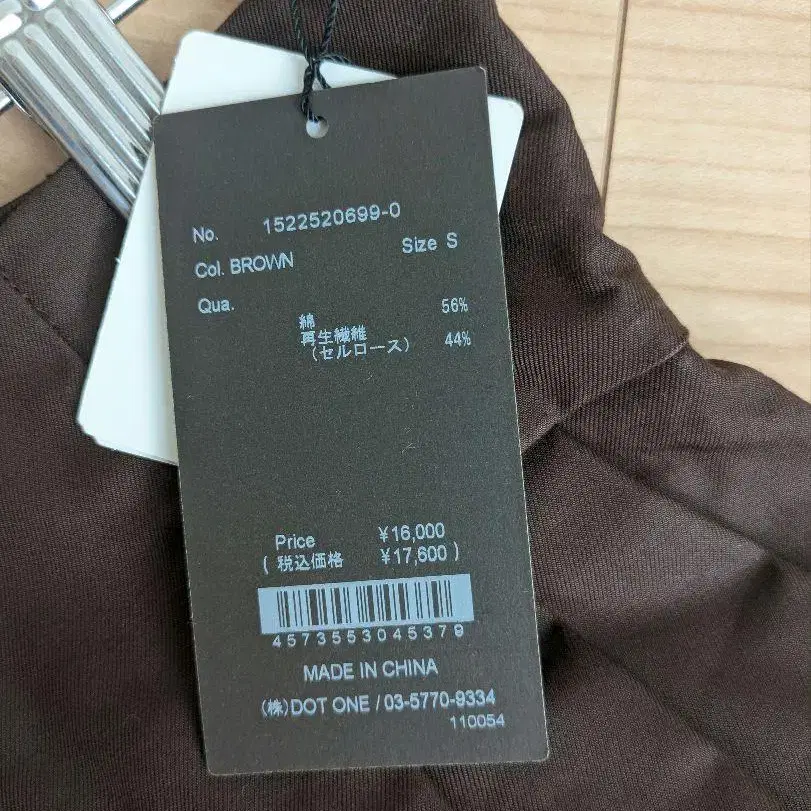 No. 1522520699-0
Size S
Col. BROWN
Qua.
綿 56%
再生繊維
(セルロース) 44%
Price ¥16,000
( 税込価格 ¥17,600 )
4573553045379
MADE IN CHINA
(株)DOT ONE / 03-5770-9334
110054